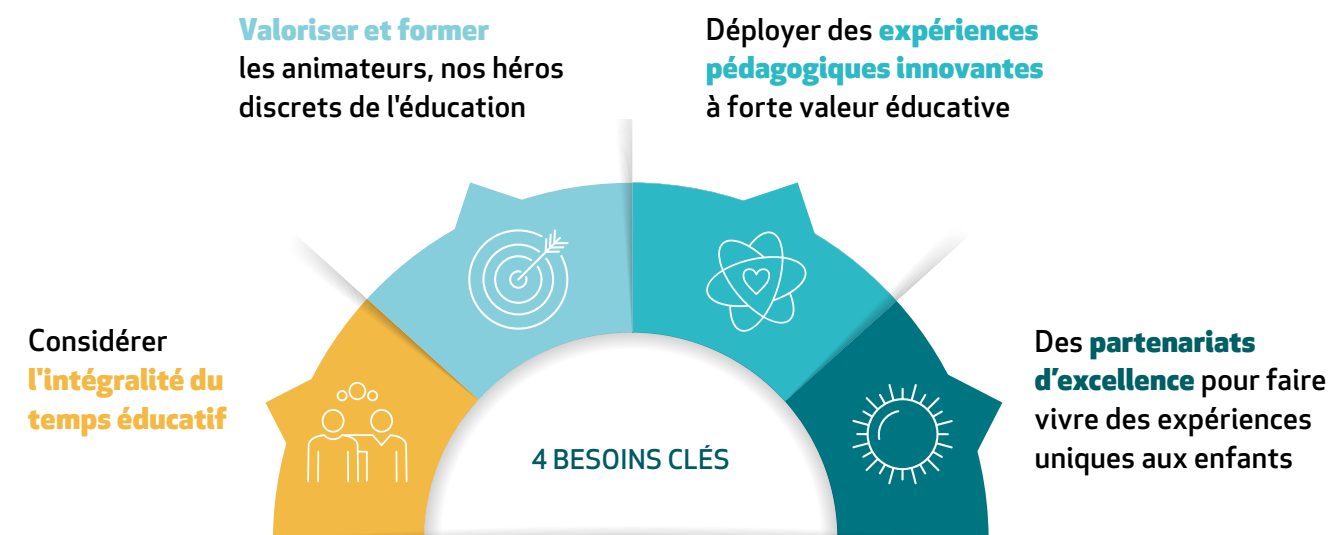 Valoriser et former
les animateurs, nos héros
discrets de l'éducation
Déployer des expériences
pédagogiques innovantes
à forte valeur éducative
Considérer
l'intégralité du
temps éducatif
Des partenariats
d’excellence pour faire
vivre des expériences
uniques aux enfants
4 BESOINS CLÉS